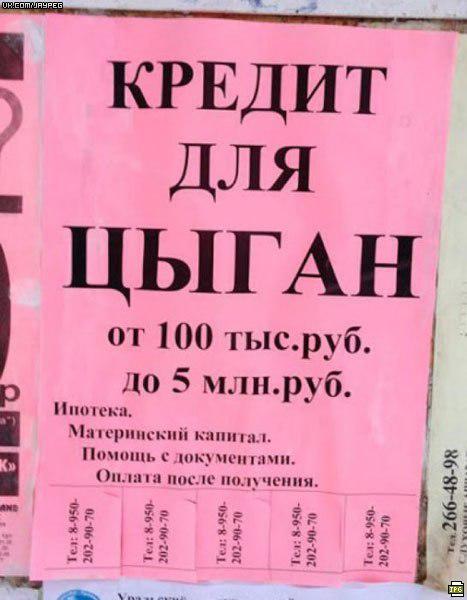 VK.COM/JAYPEG
КРЕДИТ
ДЛЯ
ЦЫГАН
от 100 тыс.руб.
до 5 млн.руб.
Ипотека.
Материнский капитал.
Помощь с документами.
Оплата после получения.
Тел: 8-950-
202-90-70
Тел: 8-950-
202-90-70
Тел: 8-950-
202-90-70
Тел: 8-950-
202-90-70
Тел: 8-950-
202-90-70
тел. 266-48-98
JPG